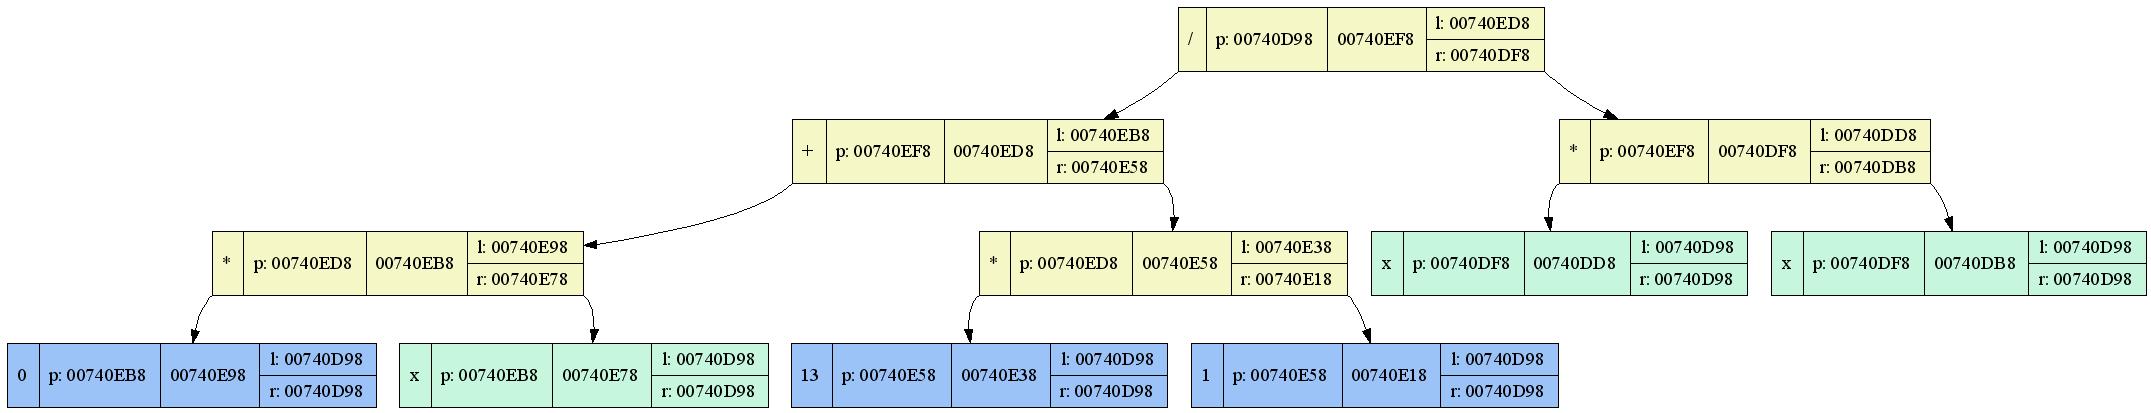 / p: 00740D98 00740EF8 l: 00740ED8
r: 00740DF8
+ p: 00740EF8 00740ED8 l: 00740EB8
r: 00740E58
* p: 00740EF8 00740DF8 l: 00740DD8
r: 00740DB8
* p: 00740ED8 00740EB8 l: 00740E98
r: 00740E78
* p: 00740ED8 00740E58 l: 00740E38
r: 00740E18
x p: 00740DF8 00740DD8 l: 00740D98
r: 00740D98
x p: 00740DF8 00740DB8 l: 00740D98
r: 00740D98
0 p: 00740EB8 00740E98 l: 00740D98
r: 00740D98
x p: 00740EB8 00740E78 l: 00740D98
r: 00740D98
13 p: 00740E58 00740E38 l: 00740D98
r: 00740D98
1 p: 00740E58 00740E18 l: 00740D98
r: 00740D98